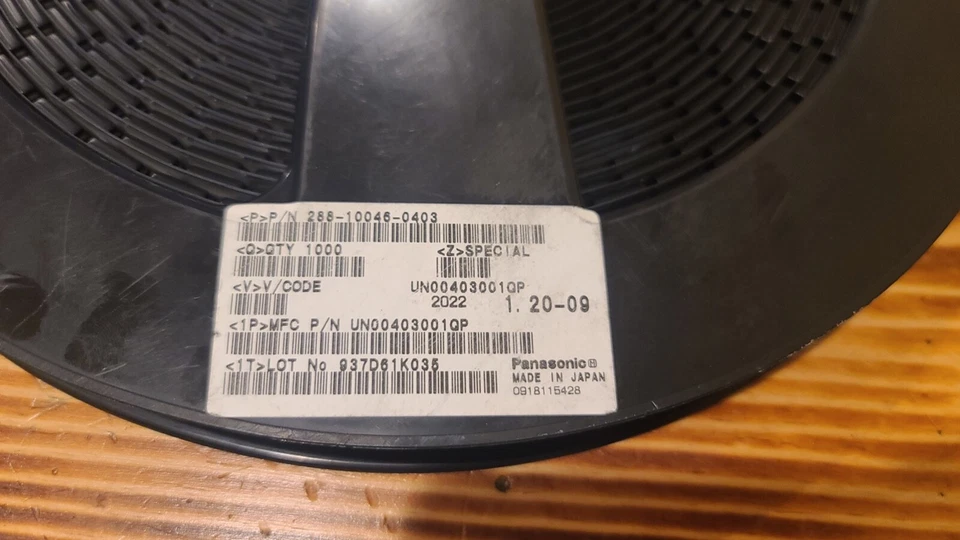 <P>P/N 288-10046-0403
<Q>QTY 1000 <Z>SPECIAL
<V>V/CODE UN00403001QP
2022 1. 20-09
<1P>MFC P/N UN00403001QP
<1T>LOT No 937D61K035 Panasonic®
MADE IN JAPAN
0918115428